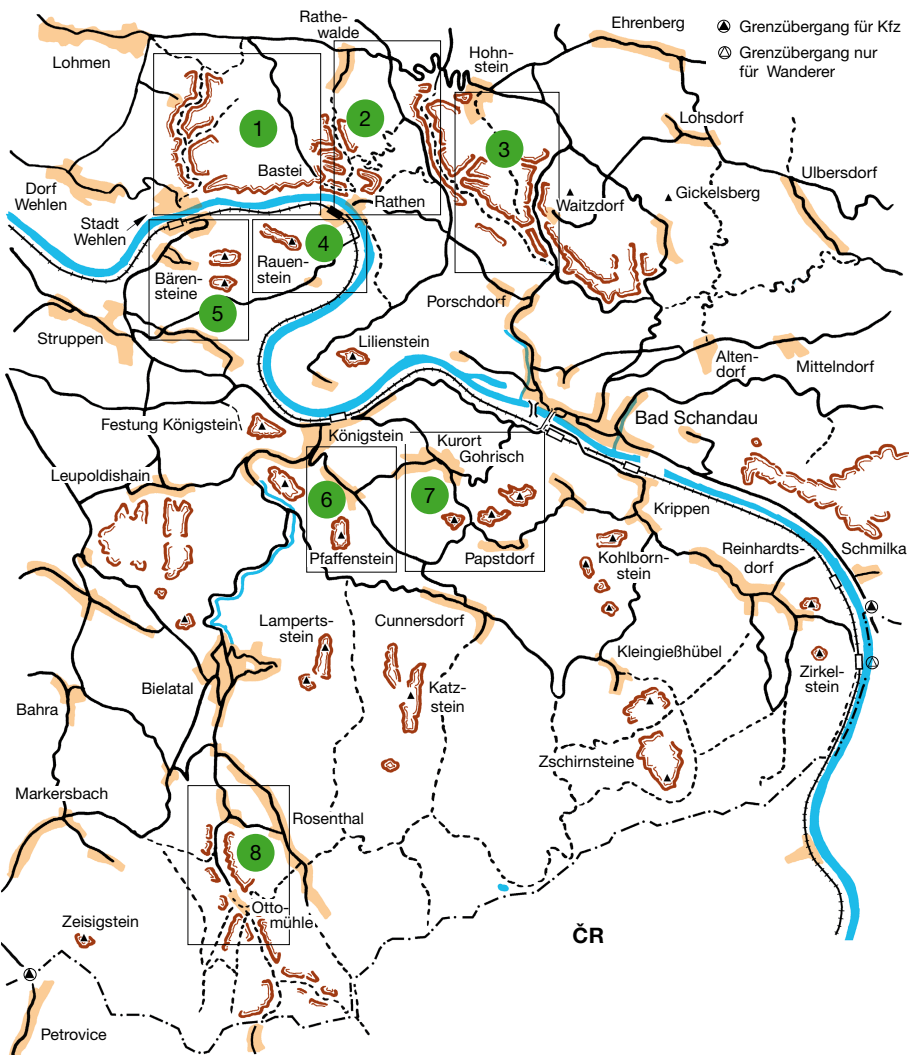 Rathe-
walde
Ehrenberg
Grenzübergang für Kfz
Grenzübergang nur
für Wanderer
Lohmen
Hohn-
stein
1
2
3
Lohsdorf
Ulbersdorf
Bastei
Dorf
Wehlen
Rathen
Waitzdorf
Gickelsberg
Stadt
Wehlen
4
Rauen-
stein
Bären-
steine
5
Porschdorf
Struppen
Lilienstein
Alten-
dorf
Mittelndorf
Bad Schandau
Festung Königstein
Königstein
Kurort
Gohrisch
Leupoldishain
6
7
Krippen
Pfaffenstein
Papstdorf
Kohlborn-
stein
Reinhardts-
dorf
Schmilka
Lamperts-
stein
Cunnersdorf
Kleingießhübel
Zirkel-
stein
Bielatal
Katz-
stein
Bahra
Zschirnsteine
Markersbach
Rosenthal
8
Otto-
mühle
Zeisigstein
ČR
Petrovice